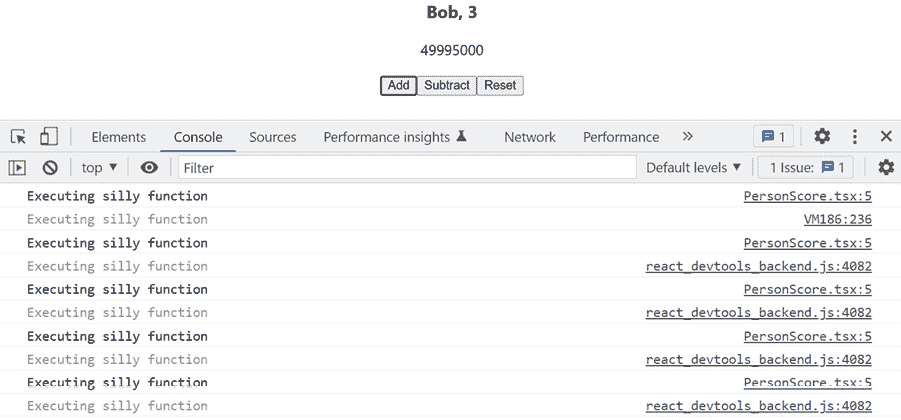 Bob, 3
49995000
Add Subtract Reset
Elements Console Sources Performance insights Network Performance 1
top Filter Default levels 1 Issue: 1
Executing silly function PersonScore.tsx:5
Executing silly function VM186:236
Executing silly function PersonScore.tsx:5
Executing silly function react_devtools_backend.js:4082
Executing silly function PersonScore.tsx:5
Executing silly function react_devtools_backend.js:4082
Executing silly function PersonScore.tsx:5
Executing silly function react_devtools_backend.js:4082
Executing silly function PersonScore.tsx:5
Executing silly function react_devtools_backend.js:4082